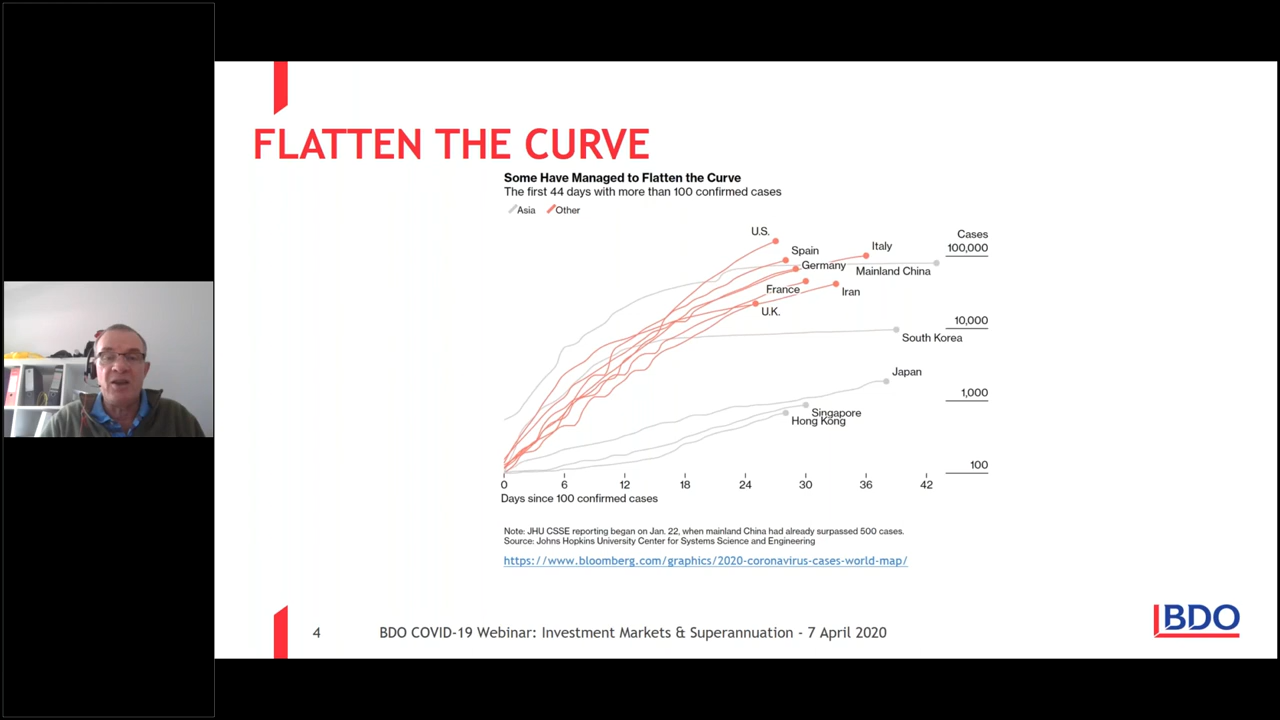 FLATTEN THE CURVE
Some Have Managed to Flatten the Curve
The first 44 days with more than 100 confirmed cases
Asia Other
U.S.
Spain
Germany
Italy
Mainland China
France
Iran
U.K.
South Korea
Japan
Singapore
Hong Kong
Cases
100,000
10,000
1,000
100
0 6 12 18 24 30 36 42
Days since 100 confirmed cases
Note: JHU CSSE reporting began on Jan. 22, when mainland China had already surpassed 500 cases.
Source: Johns Hopkins University Center for Systems Science and Engineering
https://www.bloomberg.com/graphics/2020-coronavirus-cases-world-map/
4 BDO COVID-19 Webinar: Investment Markets & Superannuation - 7 April 2020
BDO